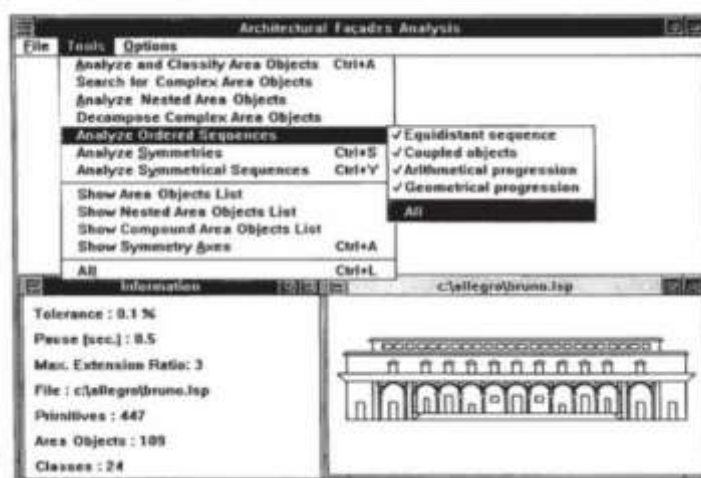 Architectural Façades Analysis
File Tools Options
Analyze and Classify Area Objects Ctrl+A
Search for Complex Area Objects
Analyze Nested Area Objects
Decompose Complex Area Objects
Analyze Ordered Sequences
Analyze Symmetries Ctrl+S
Analyze Symmetrical Sequences Ctrl+Y
Show Area Objects List
Show Nested Area Objects List
Show Compound Area Objects List
Show Symmetry Axes Ctrl+A
All Ctrl+L
✓Equidistant sequence
✓Coupled objects
✓Arithmetical progression
✓Geometrical progression
All
Information
Tolerance : 0.1 %
Pause [sec.] : 0.5
Max. Extension Ratio: 3
File : c:\allegro\bruno.lsp
Primitives : 447
Area Objects : 109
Classes : 24
c:\allegro\bruno.lsp